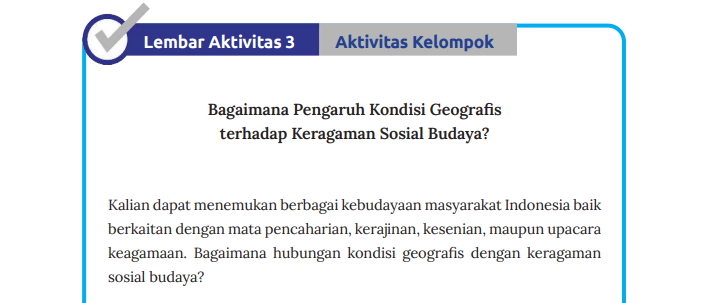 Lembar Aktivitas 3 Aktivitas Kelompok
Bagaimana Pengaruh Kondisi Geografis
terhadap Keragaman Sosial Budaya?
Kalian dapat menemukan berbagai kebudayaan masyarakat Indonesia baik
berkaitan dengan mata pencaharian, kerajinan, kesenian, maupun upacara
keagamaan. Bagaimana hubungan kondisi geografis dengan keragaman
sosial budaya?